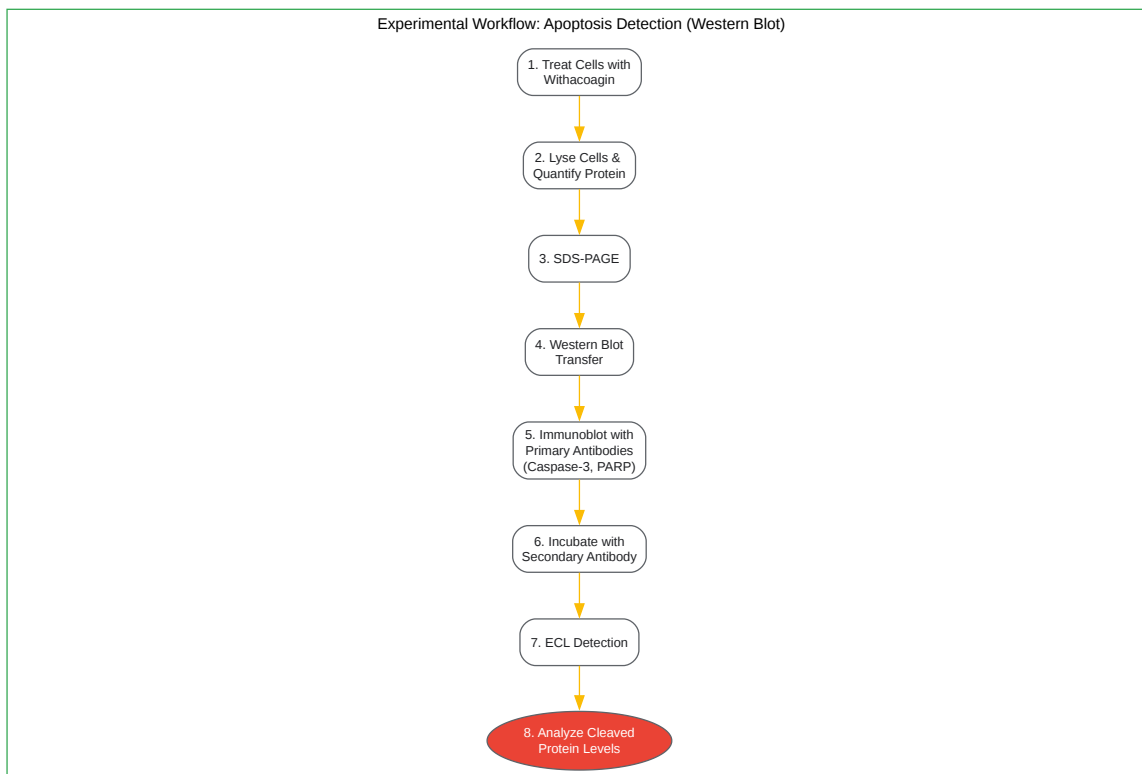 Experimental Workflow: Apoptosis Detection (Western Blot)
1. Treat Cells with
Withacoagin
2. Lyse Cells &
Quantify Protein
3. SDS-PAGE
4. Western Blot
Transfer
5. Immunoblot with
Primary Antibodies
(Caspase-3, PARP)
6. Incubate with
Secondary Antibody
7. ECL Detection
8. Analyze Cleaved
Protein Levels